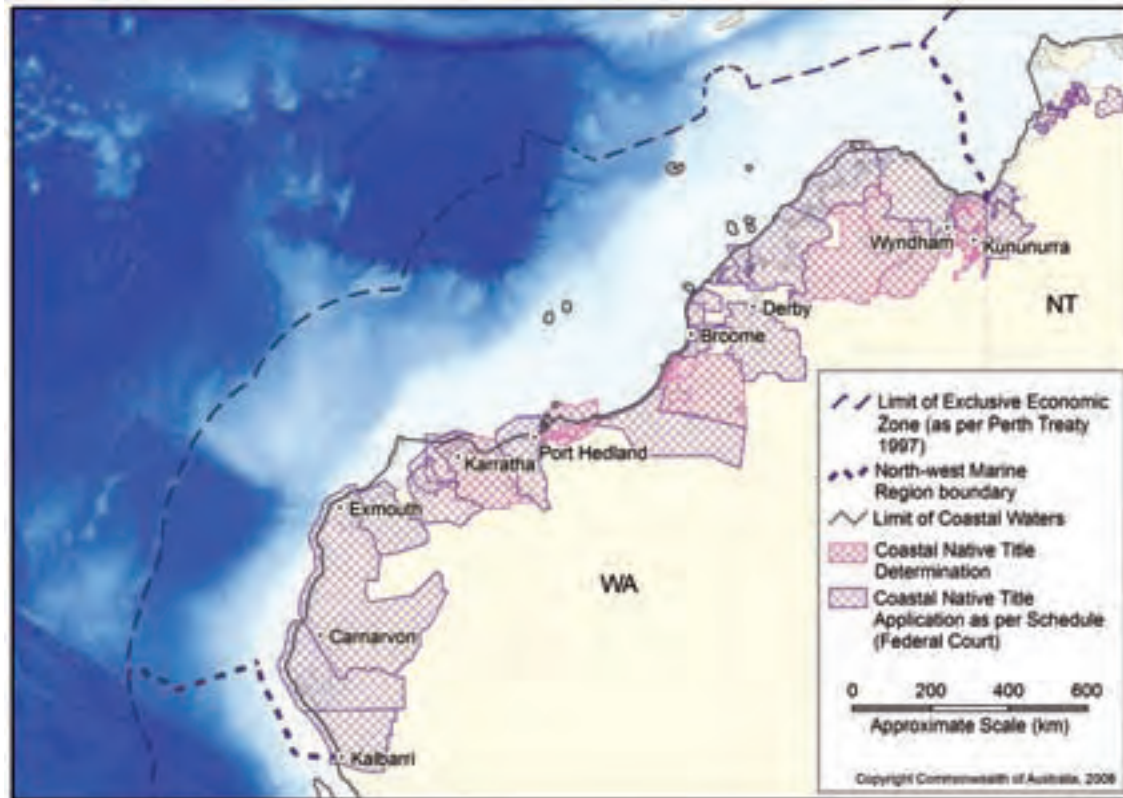 Wyndham
Kununurra
NT
Derby
Broome
Port Hedland
Karratha
Exmouth
WA
Carnarvon
Kalbarri
Limit of Exclusive Economic
Zone (as per Perth Treaty
1997)
North-west Marine
Region boundary
Limit of Coastal Waters
Coastal Native Title
Determination
Coastal Native Title
Application as per Schedule
(Federal Court)
0 200 400 600
Approximate Scale (km)
Copyright Commonwealth of Australia, 2008